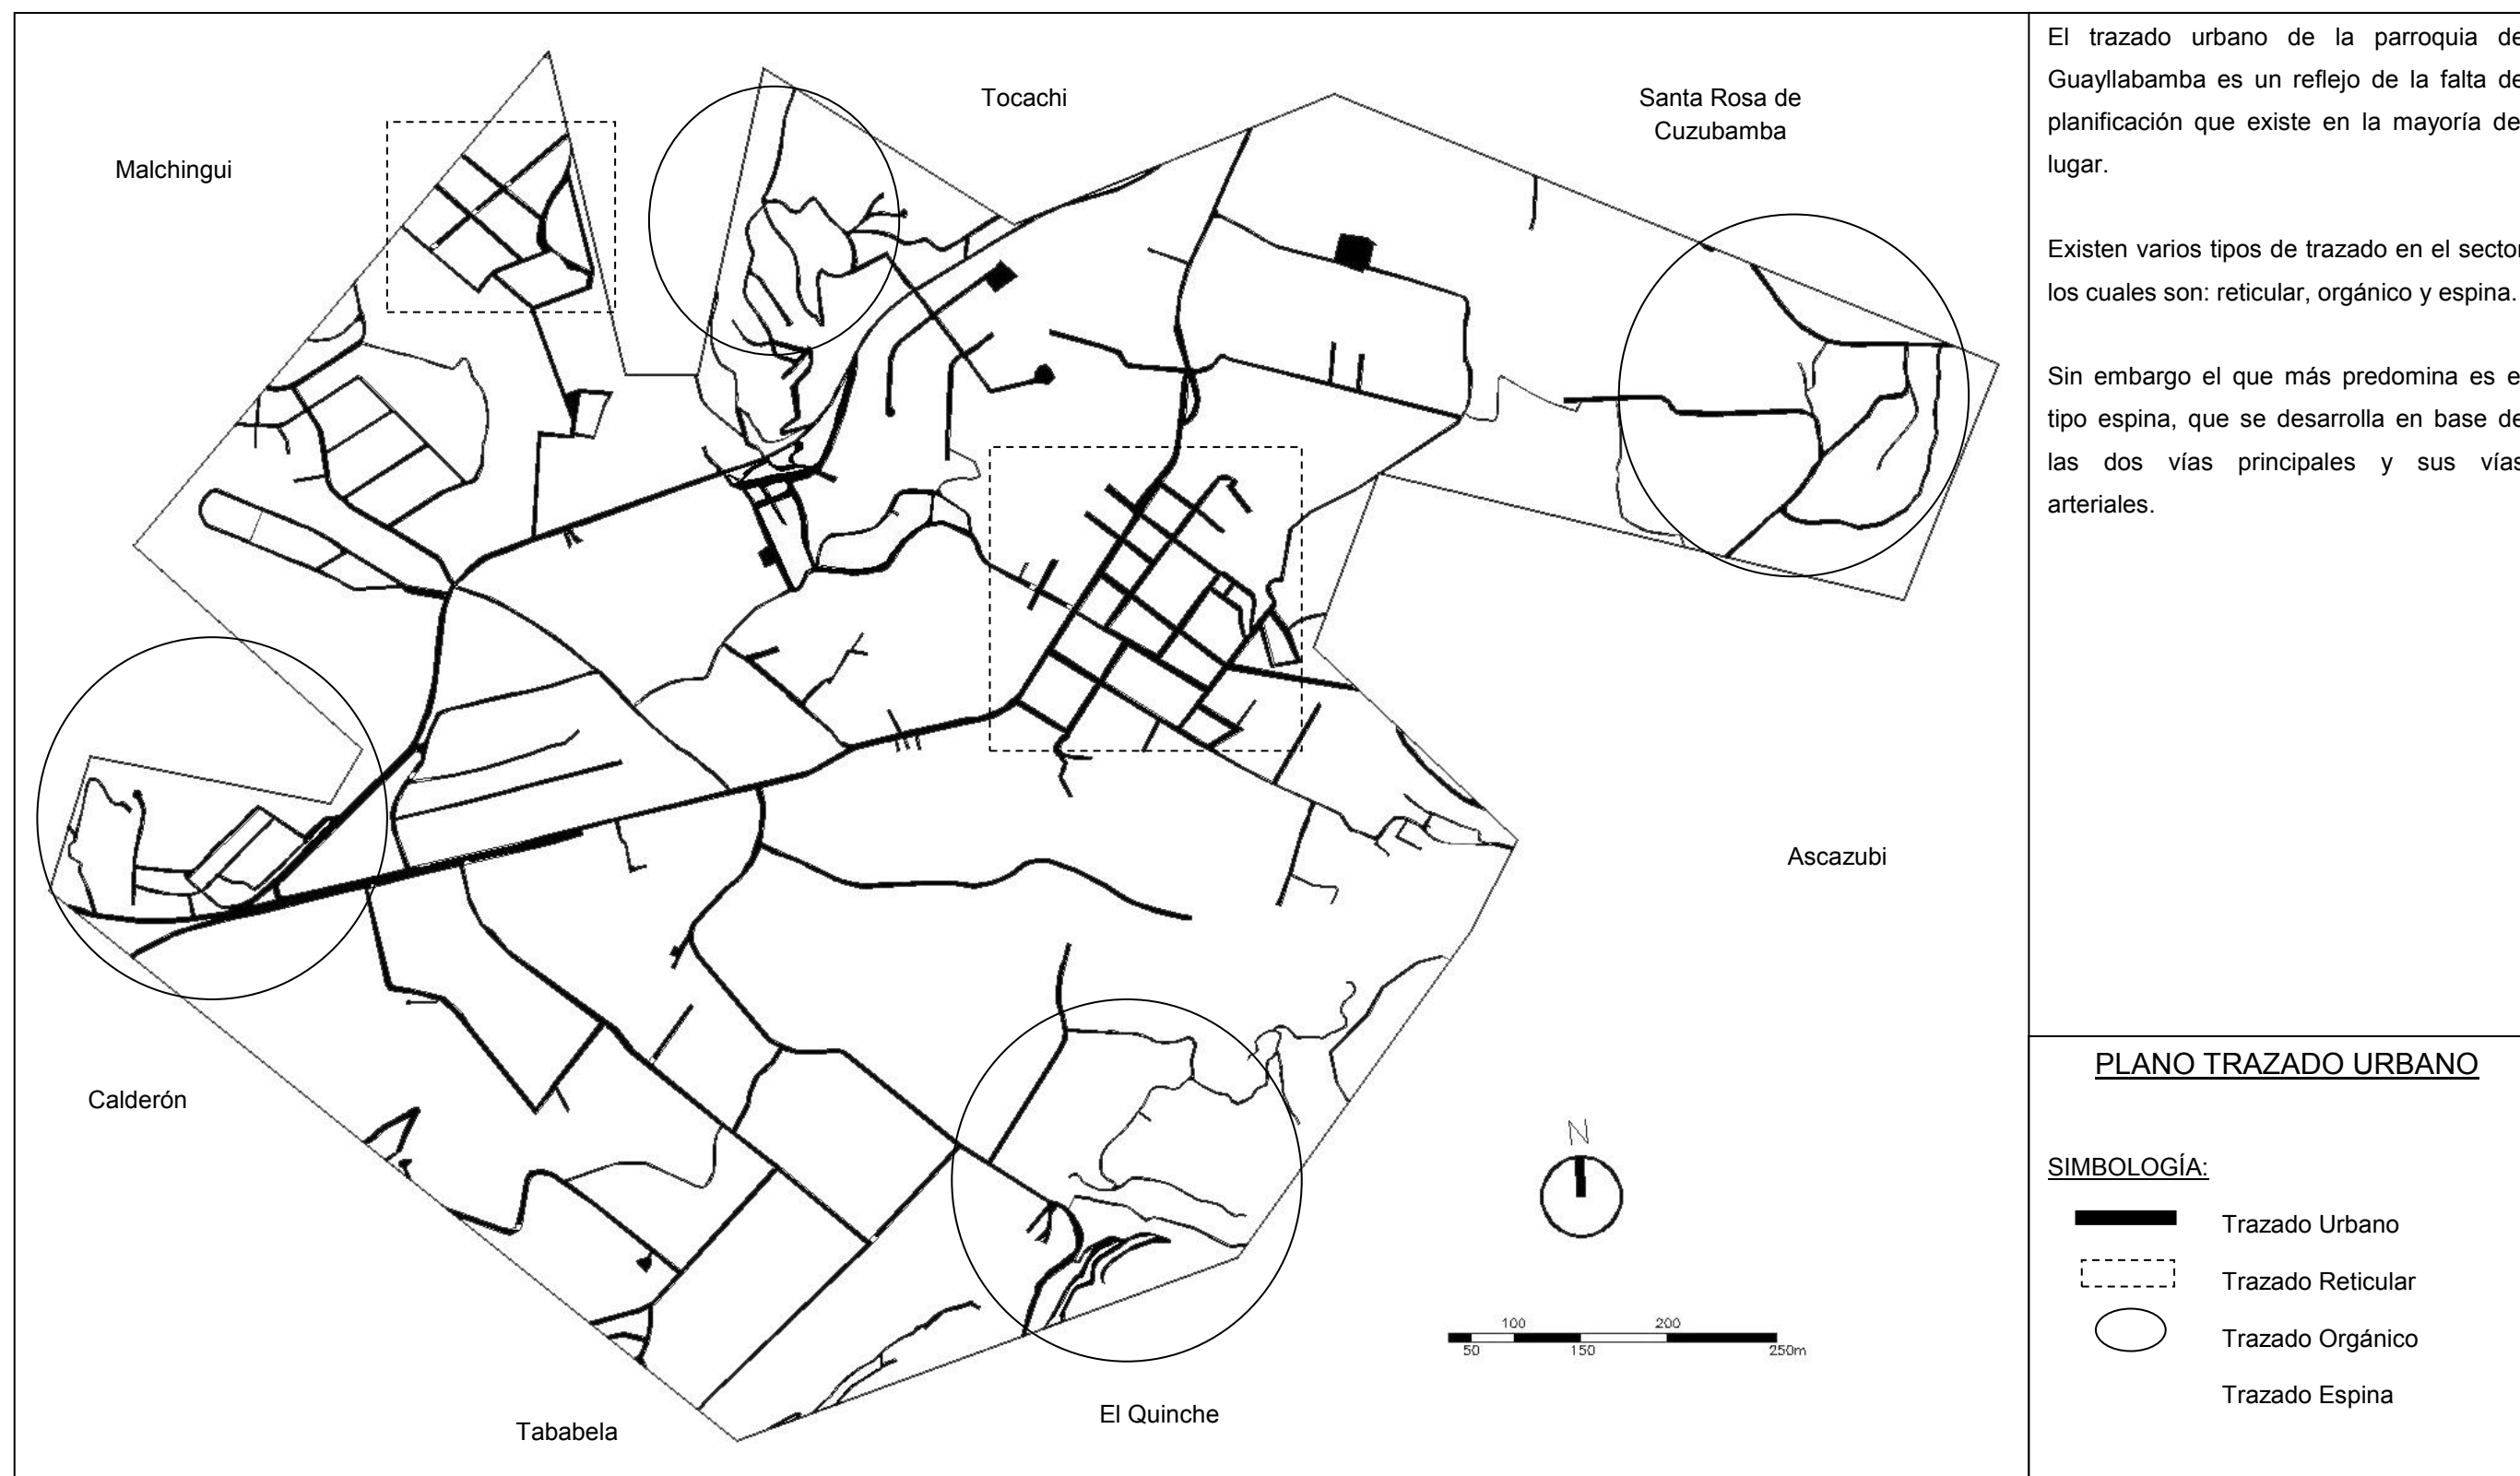 Tocachi
Santa Rosa de
Cuzubamba
Malchingui
Ascazubi
Calderón
N
100 200
50 150 250m
El Quinche
Tababela
El trazado urbano de la parroquia de
Guayllabamba es un reflejo de la falta de
planificación que existe en la mayoría de
lugar.
Existen varios tipos de trazado en el sector
los cuales son: reticular, orgánico y espina.
Sin embargo el que más predomina es e
tipo espina, que se desarrolla en base de
las dos vías principales y sus vías
arteriales.
PLANO TRAZADO URBANO
SIMBOLOGÍA:
Trazado Urbano
Trazado Reticular
Trazado Orgánico
Trazado Espina